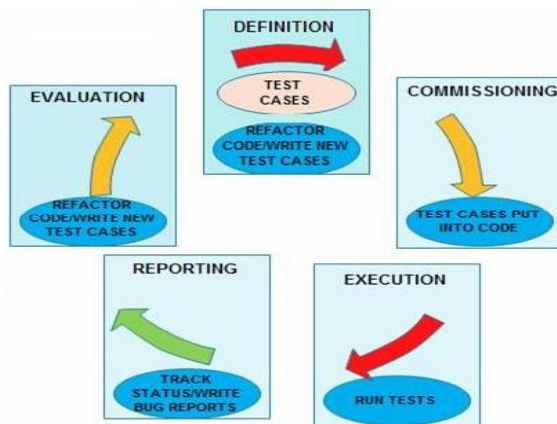 DEFINITION
TEST
CASES
REFACTOR
CODE/WRITE NEW
TEST CASES
COMMISSIONING
TEST CASES PUT
INTO CODE
EXECUTION
RUN TESTS
REPORTING
TRACK
STATUS/WRITE
BUG REPORTS
EVALUATION
REFACTOR
CODE/WRITE NEW
TEST CASES